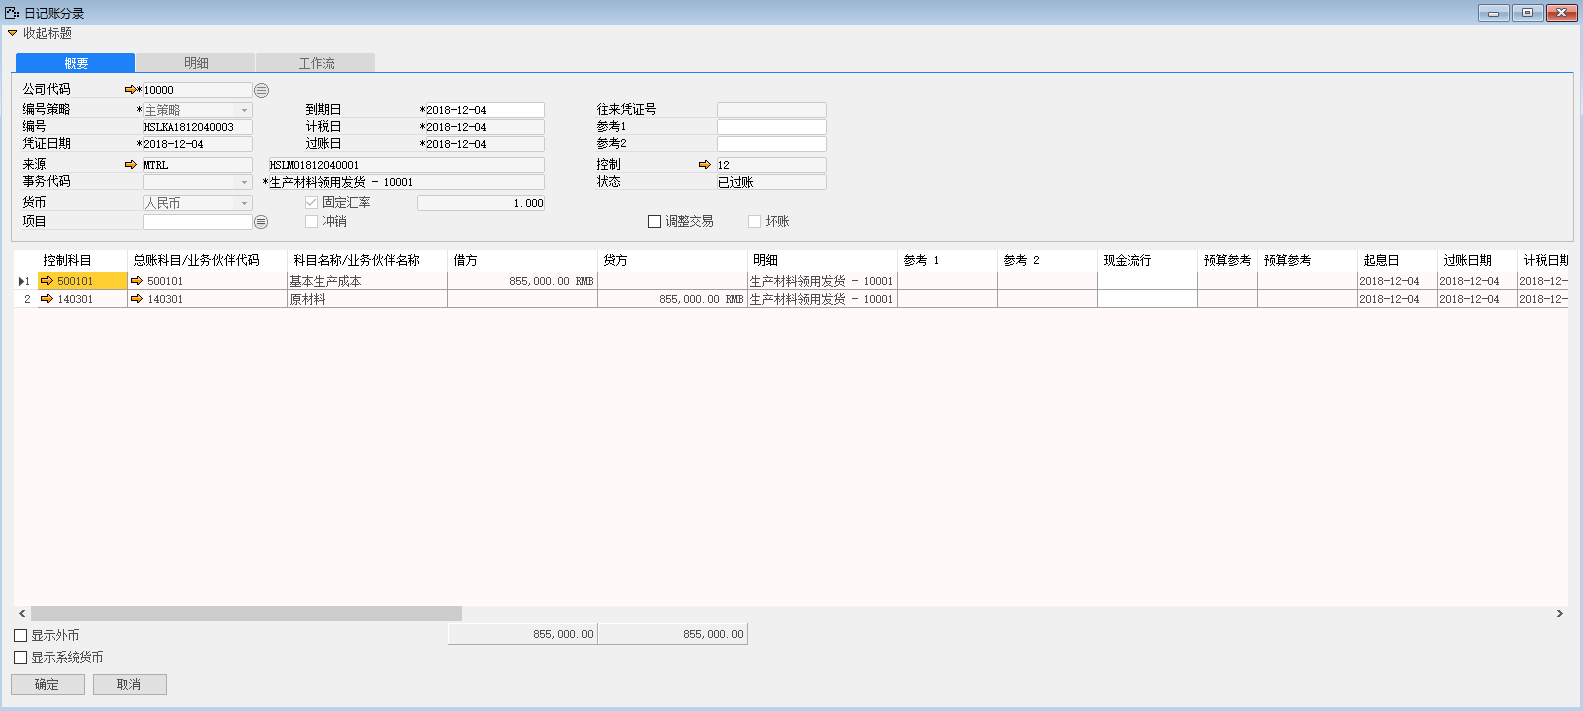 日记账分录
收起标题
概要 明细 工作流
公司代码 *10000
编号策略 *主策略 到期日 *2018-12-04 往来凭证号
编号 HSLKA1812040003 计税日 *2018-12-04 参考1
凭证日期 *2018-12-04 过账日 *2018-12-04 参考2
来源 MTRL HSLMO1812040001 控制 12
事务代码 *生产材料领用发货 - 10001 状态 已过账
货币 人民币 固定汇率 1.000
项目 冲销 调整交易 坏账
控制科目 总账科目/业务伙伴代码 科目名称/业务伙伴名称 借方 贷方 明细 参考 1 参考 2 现金流行 预算参考 预算参考 起息日 过账日期 计税日期
1 500101 500101 基本生产成本 855,000.00 RMB 生产材料领用发货 - 10001 2018-12-04 2018-12-04 2018-12-
2 140301 140301 原材料 855,000.00 RMB 生产材料领用发货 - 10001 2018-12-04 2018-12-04 2018-12-
显示外币 855,000.00 855,000.00
显示系统货币
确定 取消